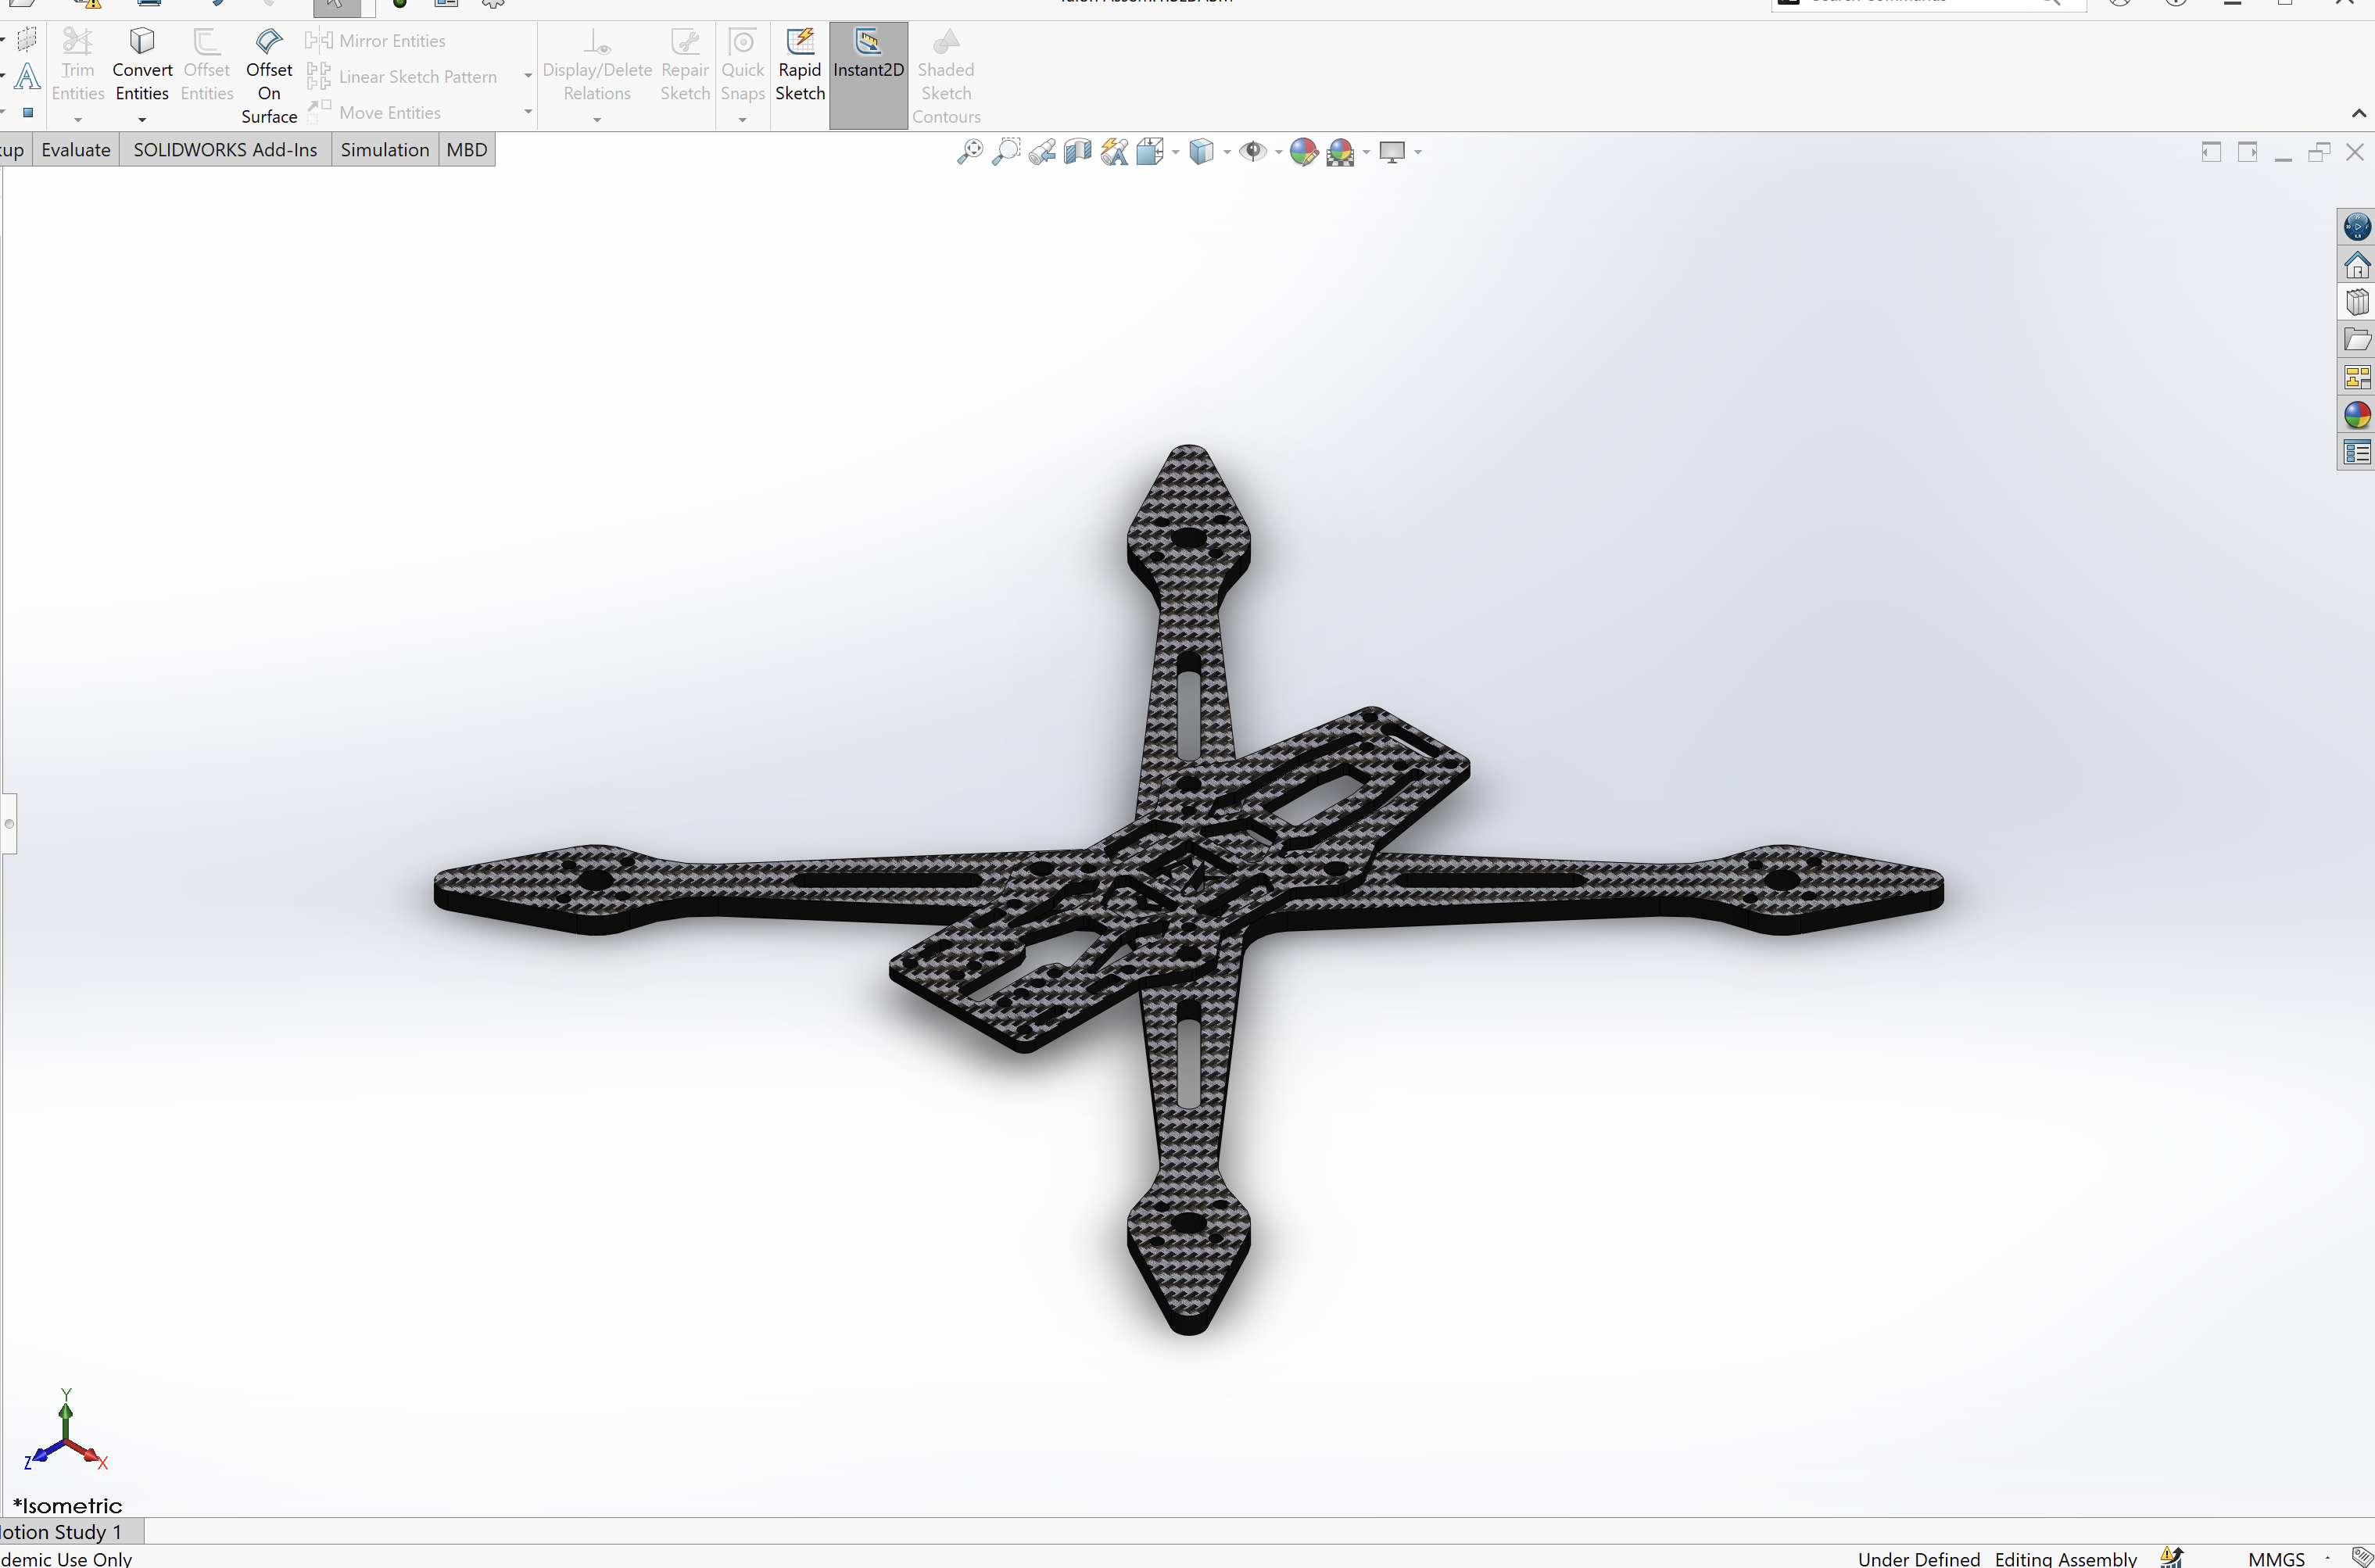 Trim Entities
Convert Entities
Offset Entities
Offset On Surface
Mirror Entities
Linear Sketch Pattern
Move Entities
Display/Delete Relations
Repair Sketch
Quick Snaps
Rapid Sketch
Instant2D
Shaded Sketch Contours
up
Evaluate
SOLIDWORKS Add-Ins
Simulation
MBD
Y
Z
X
*Isometric
otion Study 1
demic Use Only
Under Defined
Editing Assembly
MMGS